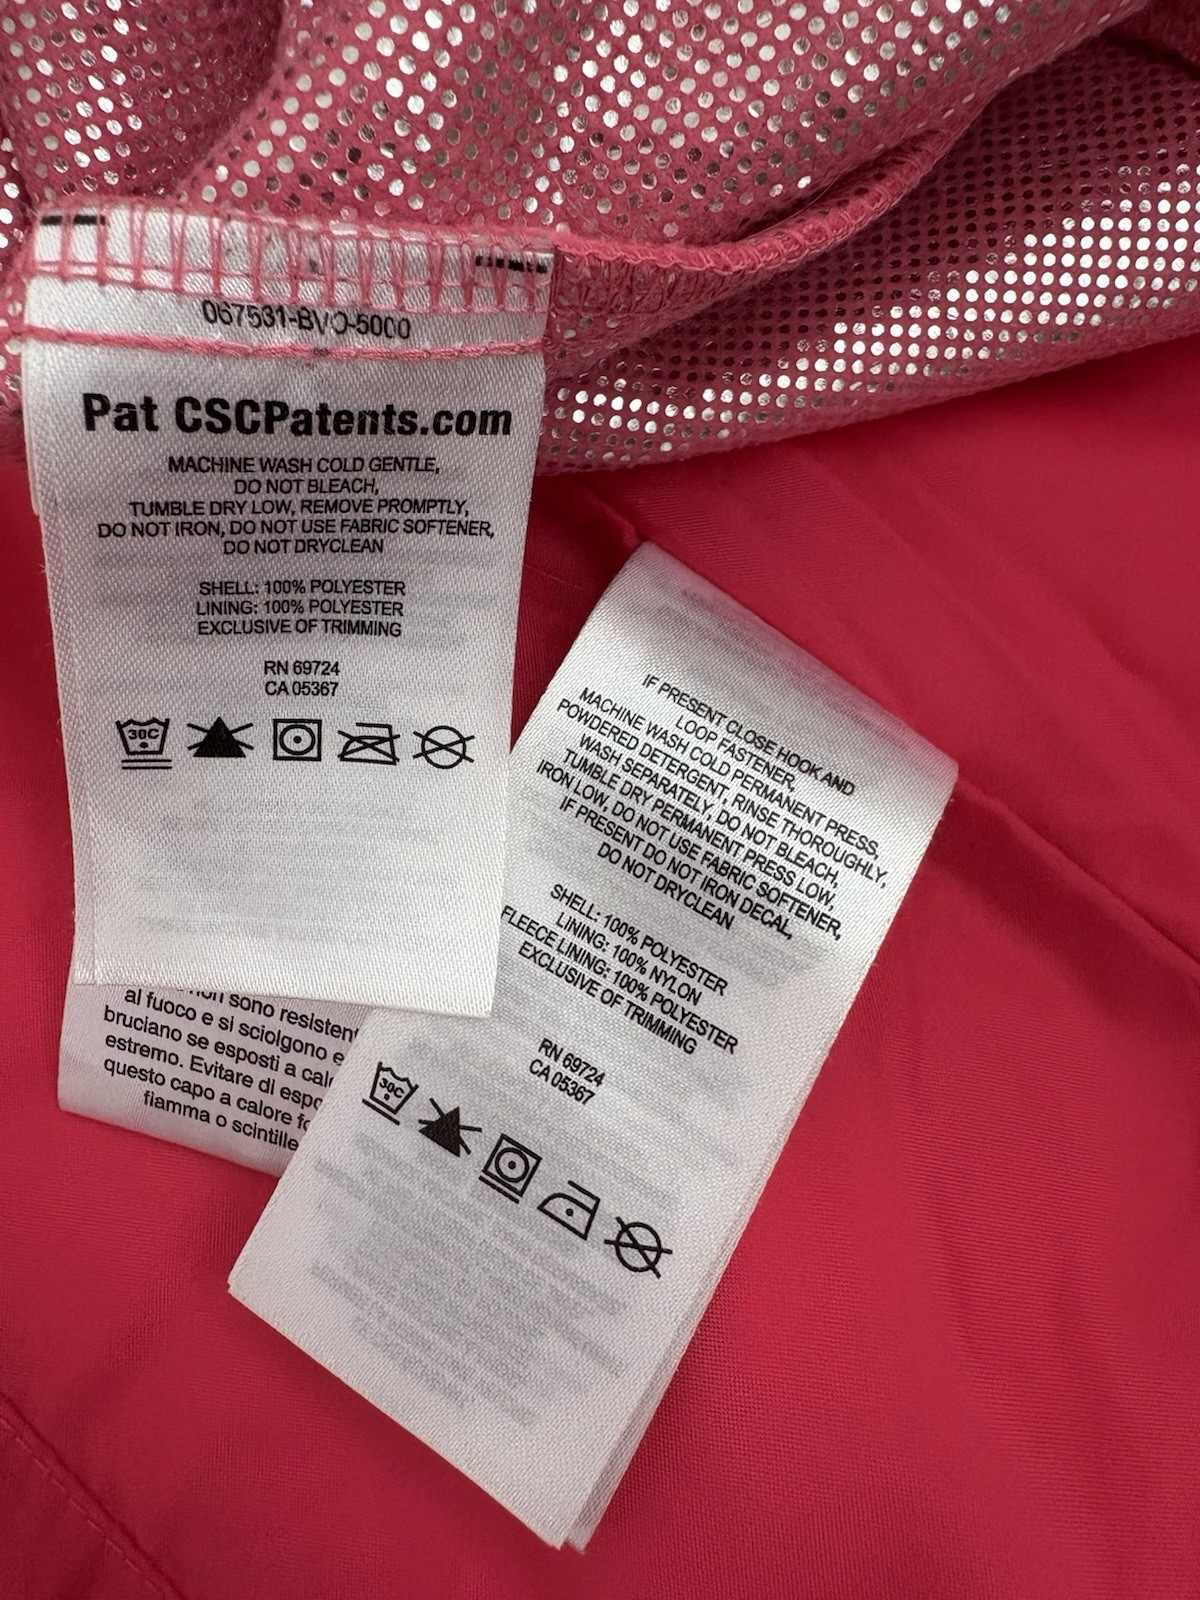 067531-BVO-5000
Pat CSCPatents.com
MACHINE WASH COLD GENTLE,
DO NOT BLEACH,
TUMBLE DRY LOW, REMOVE PROMPTLY,
DO NOT IRON, DO NOT USE FABRIC SOFTENER,
DO NOT DRYCLEAN
SHELL: 100% POLYESTER
LINING: 100% POLYESTER
EXCLUSIVE OF TRIMMING
RN 69724
CA 05367
30C
sono resistent
al fuoco e si sciolgono e
bruciano se esposti a calo
estremo. Evitare di espo
questo capo a calore fo
fiamma o scintille
IF PRESENT CLOSE HOOK AND
LOOP FASTENER,
MACHINE WASH COLD PERMANENT PRESS,
POWDERED DETERGENT, RINSE THOROUGHLY,
WASH SEPARATELY, DO NOT BLEACH,
TUMBLE DRY PERMANENT PRESS LOW,
IRON LOW, DO NOT USE FABRIC SOFTENER,
IF PRESENT DO NOT IRON DECAL,
DO NOT DRYCLEAN
SHELL: 100% POLYESTER
LINING: 100% NYLON
FLEECE LINING: 100% POLYESTER
EXCLUSIVE OF TRIMMING
RN 69724
CA 05367
30C